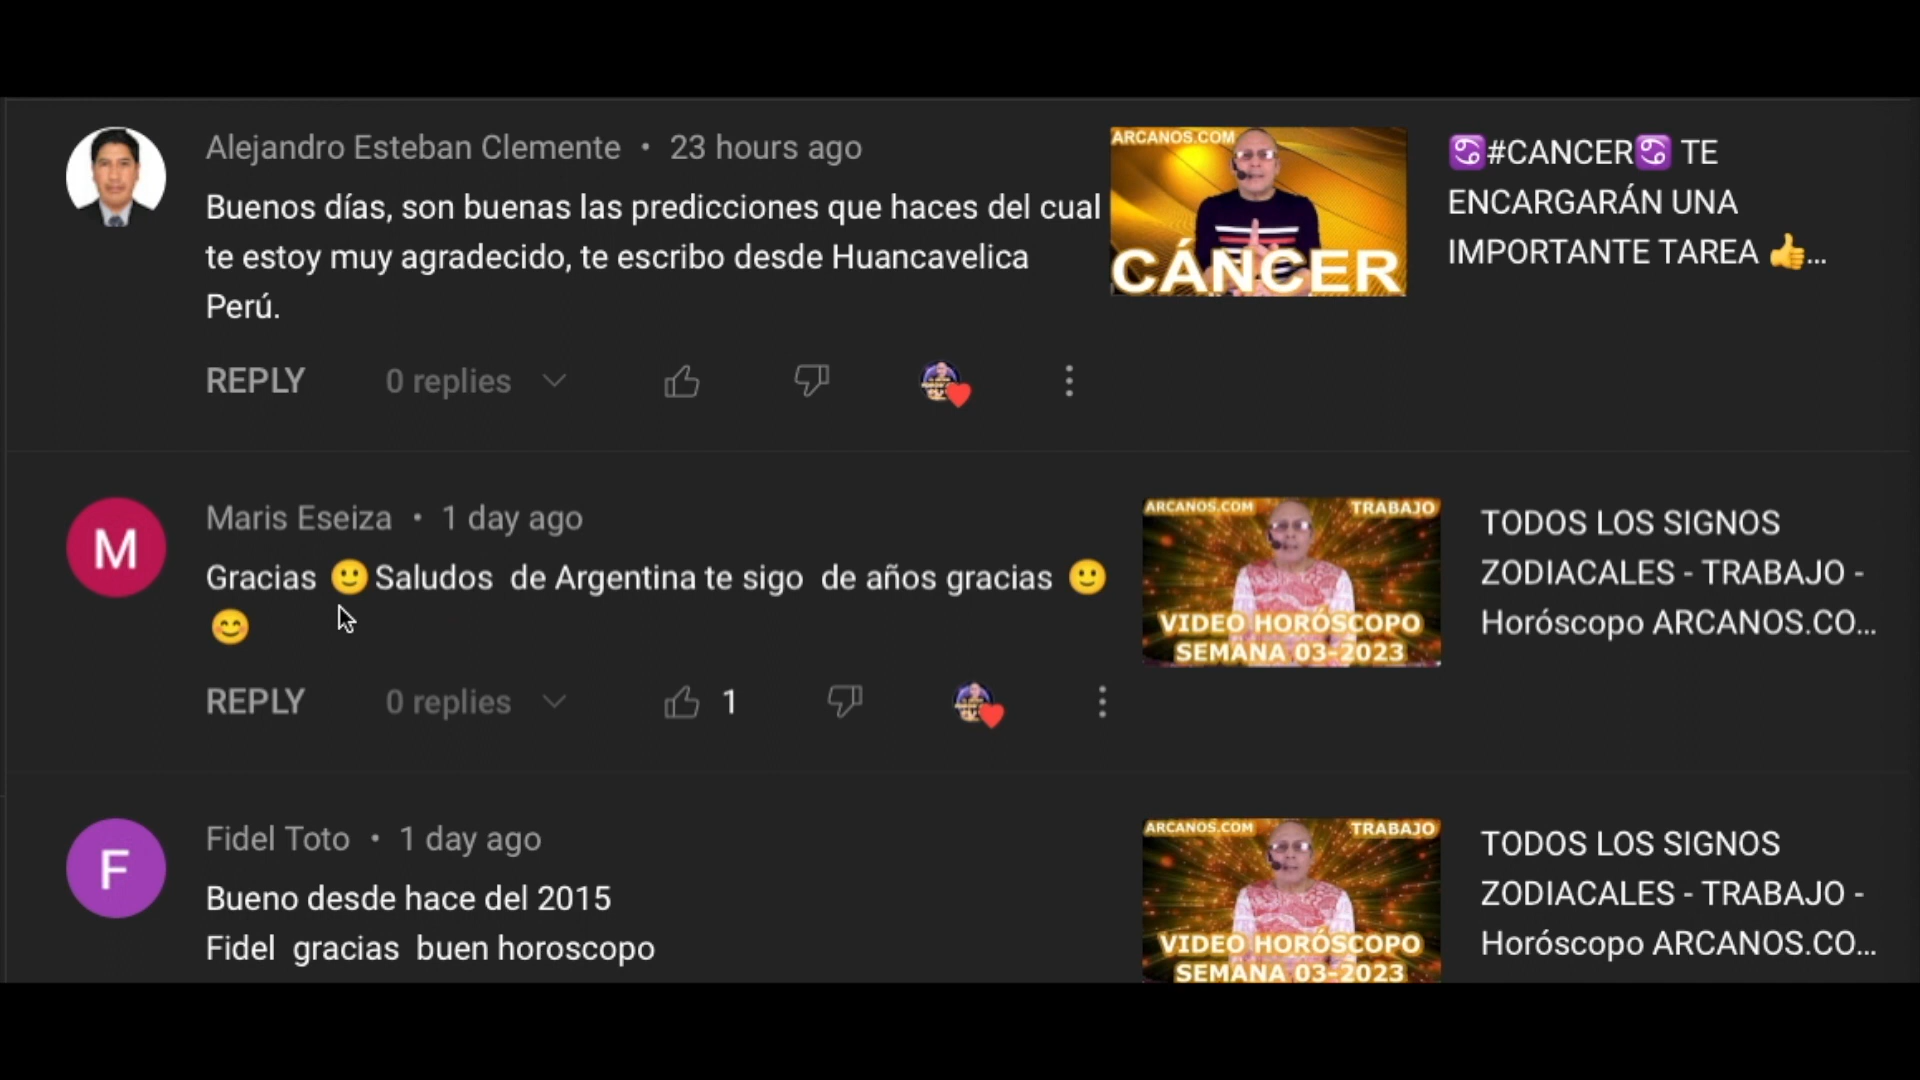 Alejandro Esteban Clemente • 23 hours ago
Buenos días, son buenas las predicciones que haces del cual
te estoy muy agradecido, te escribo desde Huancavelica
Perú.
REPLY 0 replies
ARCANOS.COM
CÁNCER
♋#CANCER♋ TE
ENCARGARÁN UNA
IMPORTANTE TAREA 👍...
Maris Eseiza • 1 day ago
Gracias 🙂Saludos de Argentina te sigo de años gracias 🙂
😊
REPLY 0 replies 1
ARCANOS.COM TRABAJO
VIDEO HORÓSCOPO
SEMANA 03-2023
TODOS LOS SIGNOS
ZODIACALES - TRABAJO -
Horóscopo ARCANOS.CO...
Fidel Toto • 1 day ago
Bueno desde hace del 2015
Fidel gracias buen horoscopo
ARCANOS.COM TRABAJO
VIDEO HORÓSCOPO
SEMANA 03-2023
TODOS LOS SIGNOS
ZODIACALES - TRABAJO -
Horóscopo ARCANOS.CO...